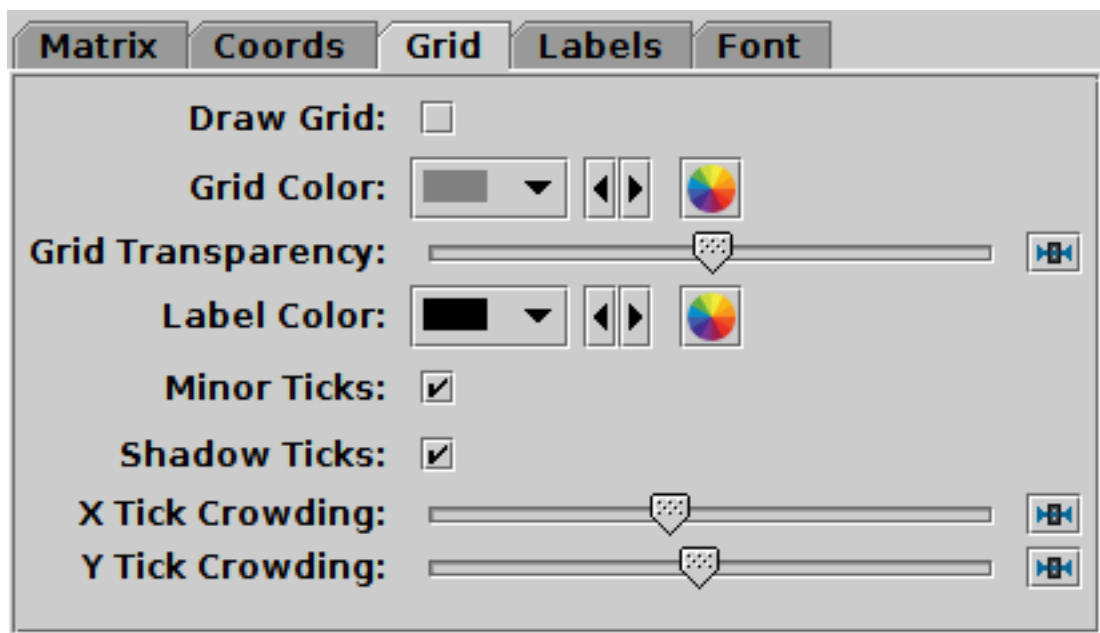 Matrix Coords Grid Labels Font
Draw Grid:
Grid Color:
Grid Transparency:
Label Color:
Minor Ticks:
Shadow Ticks:
X Tick Crowding:
Y Tick Crowding: